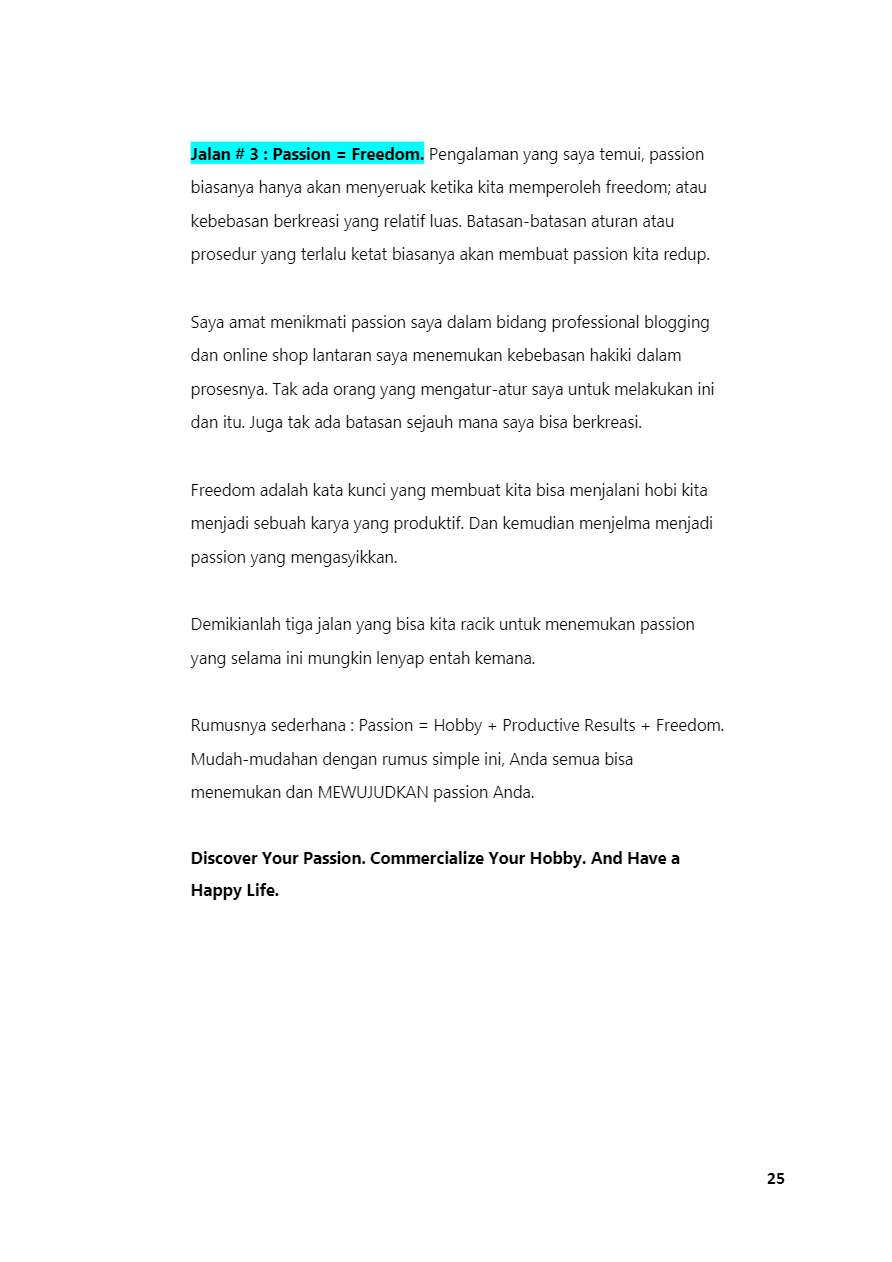 Jalan # 3 : Passion = Freedom. Pengalaman yang saya temui, passion
biasanya hanya akan menyeruak ketika kita memperoleh freedom; atau
kebebasan berkreasi yang relatif luas. Batasan-batasan aturan atau
prosedur yang terlalu ketat biasanya akan membuat passion kita redup.
Saya amat menikmati passion saya dalam bidang professional blogging
dan online shop lantaran saya menemukan kebebasan hakiki dalam
prosesnya. Tak ada orang yang mengatur-atur saya untuk melakukan ini
dan itu. Juga tak ada batasan sejauh mana saya bisa berkreasi.
Freedom adalah kata kunci yang membuat kita bisa menjalani hobi kita
menjadi sebuah karya yang produktif. Dan kemudian menjelma menjadi
passion yang mengasyikkan.
Demikianlah tiga jalan yang bisa kita racik untuk menemukan passion
yang selama ini mungkin lenyap entah kemana.
Rumusnya sederhana : Passion = Hobby + Productive Results + Freedom.
Mudah-mudahan dengan rumus simple ini, Anda semua bisa
menemukan dan MEWUJUDKAN passion Anda.
Discover Your Passion. Commercialize Your Hobby. And Have a
Happy Life.
25